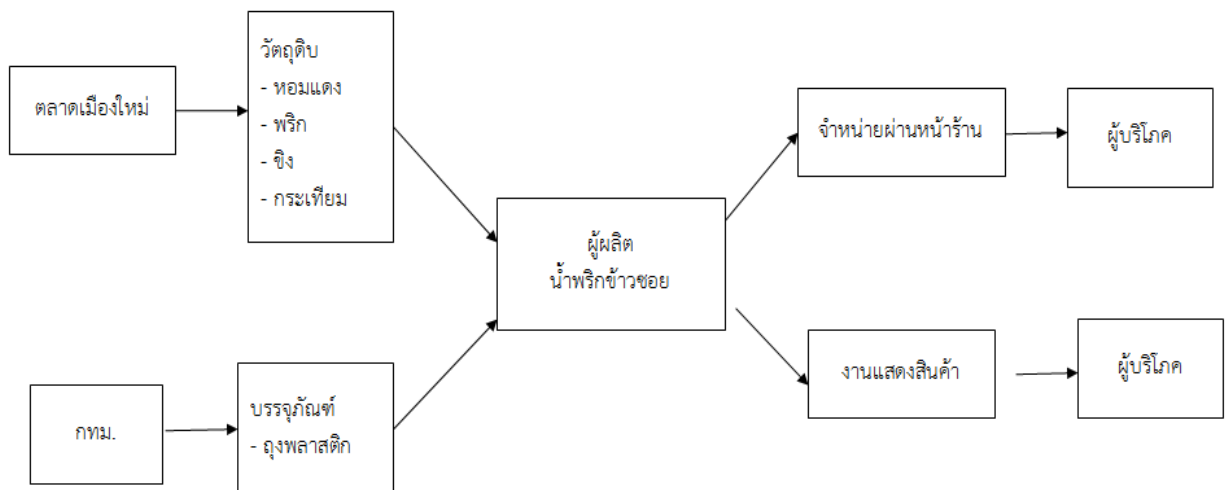 ตลาดเมืองใหม่
วัตถุดิบ
- หอมแดง
- พริก
- ขิง
- กระเทียม
กทม.
บรรจุภัณฑ์
- ถุงพลาสติก
ผู้ผลิต
น้ำพริกข้าวซอย
จำหน่ายผ่านหน้าร้าน
ผู้บริโภค
งานแสดงสินค้า
ผู้บริโภค